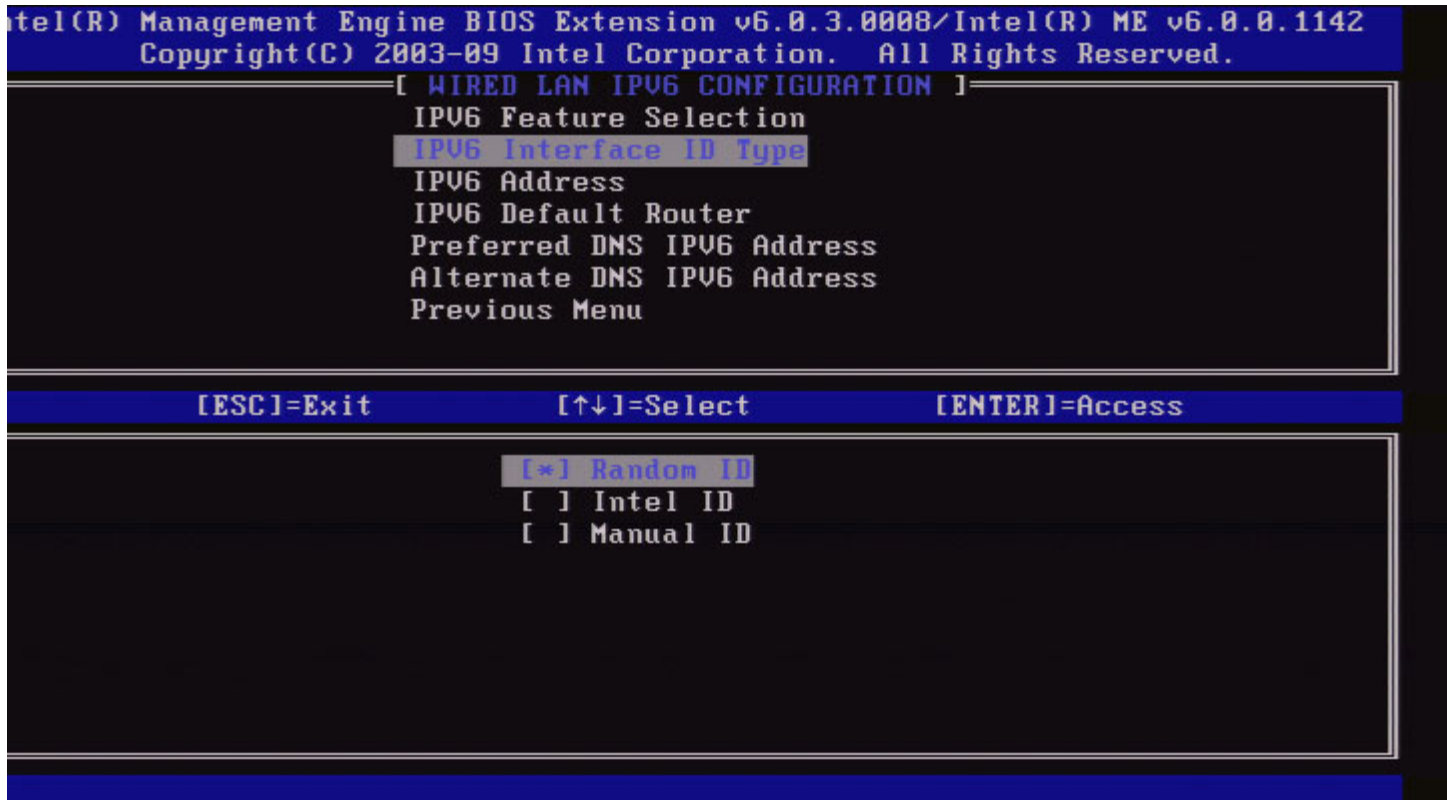 ntel(R) Management Engine BIOS Extension v6.0.3.0008/Intel(R) ME v6.0.0.1142
Copyright(C) 2003-09 Intel Corporation. All Rights Reserved.
[ WIRED LAN IPV6 CONFIGURATION ]
IPV6 Feature Selection
IPV6 Interface ID Type
IPV6 Address
IPV6 Default Router
Preferred DNS IPV6 Address
Alternate DNS IPV6 Address
Previous Menu
[ESC]=Exit [↑↓]=Select [ENTER]=Access
[*] Random ID
[ ] Intel ID
[ ] Manual ID